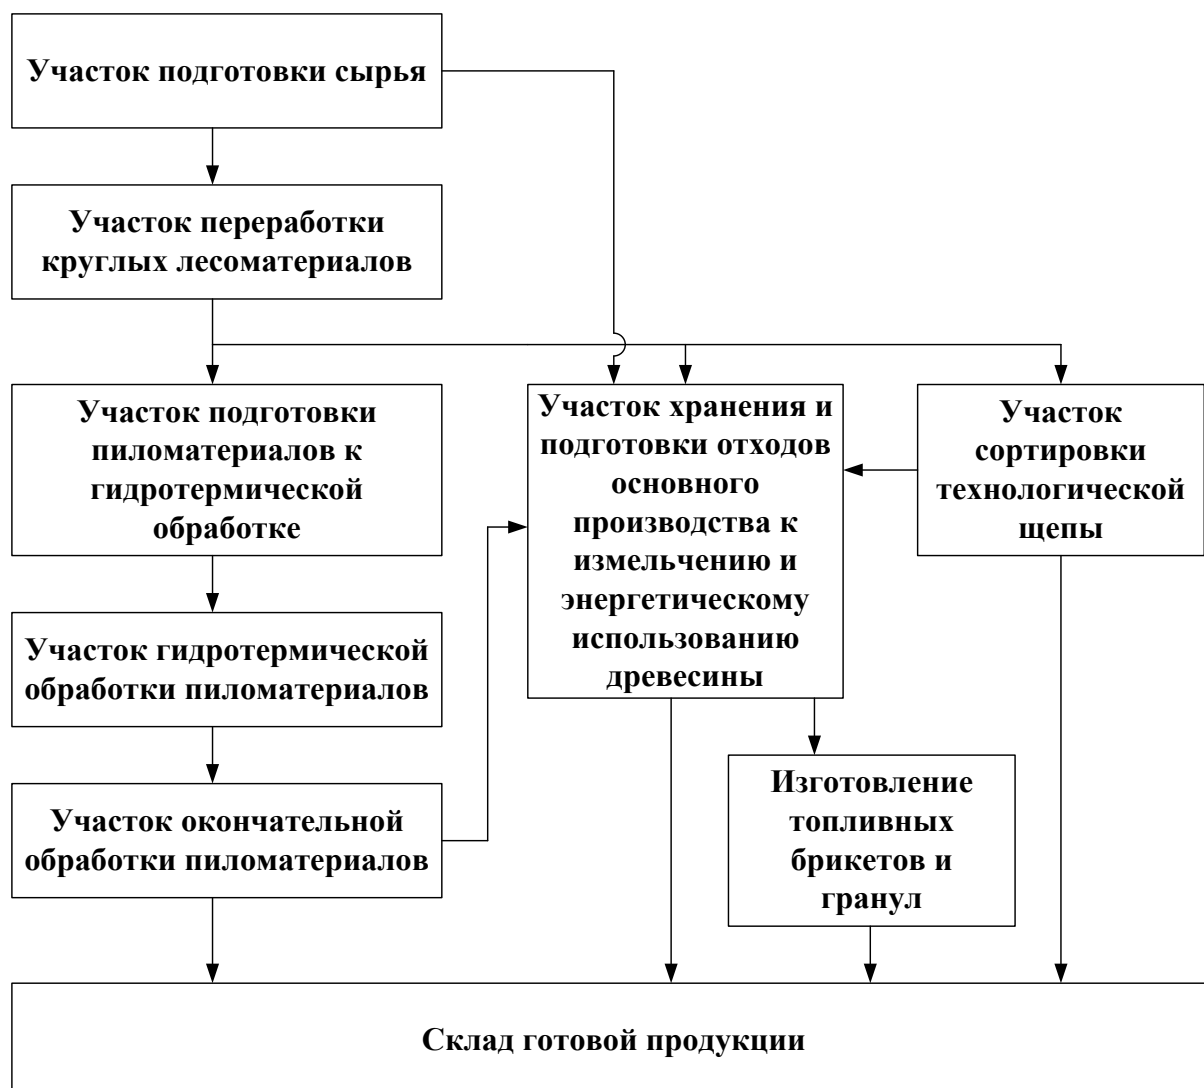 Участок подготовки сырья
Участок переработки
круглых лесоматериалов
Участок подготовки
пиломатериалов к
гидротермической
обработке
Участок хранения и
подготовки отходов
основного
производства к
измельчению и
энергетическому
использованию
древесины
Участок
сортировки
технологической
щепы
Участок гидротермической
обработки пиломатериалов
Участок окончательной
обработки пиломатериалов
Изготовление
топливных
брикетов и
гранул
Склад готовой продукции